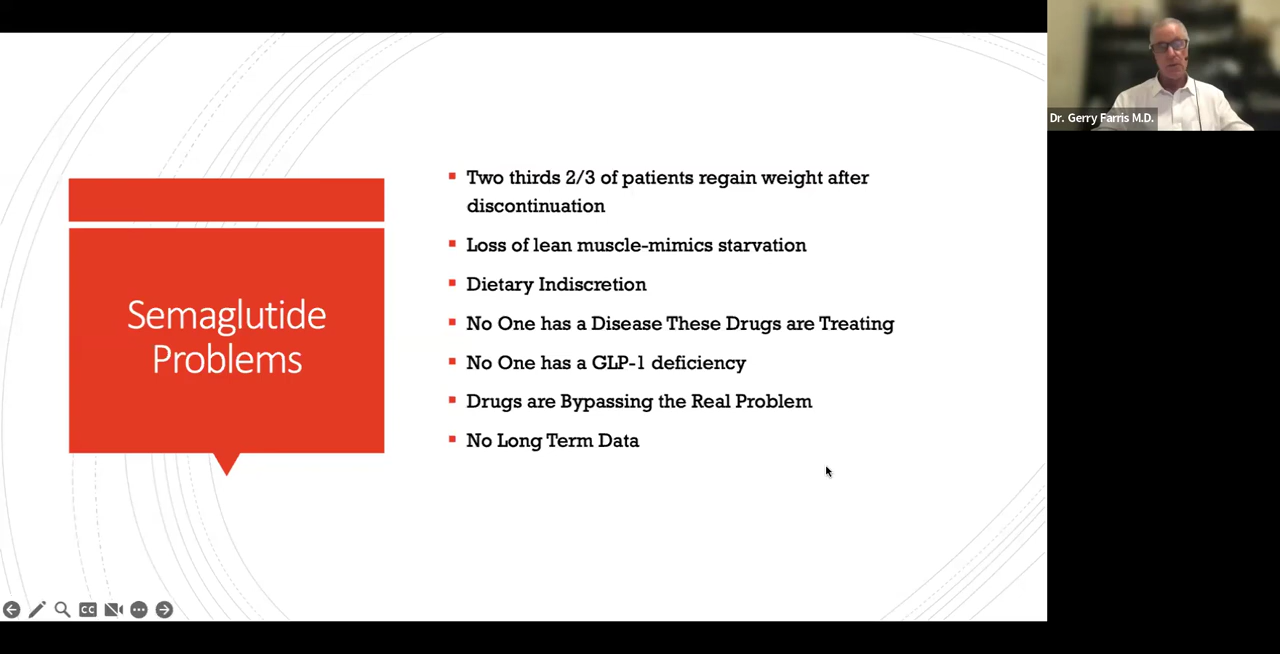 Dr. Gerry Farris M.D.
Semaglutide
Problems
Two thirds 2/3 of patients regain weight after
discontinuation
Loss of lean muscle-mimics starvation
Dietary Indiscretion
No One has a Disease These Drugs are Treating
No One has a GLP-1 deficiency
Drugs are Bypassing the Real Problem
No Long Term Data
CC